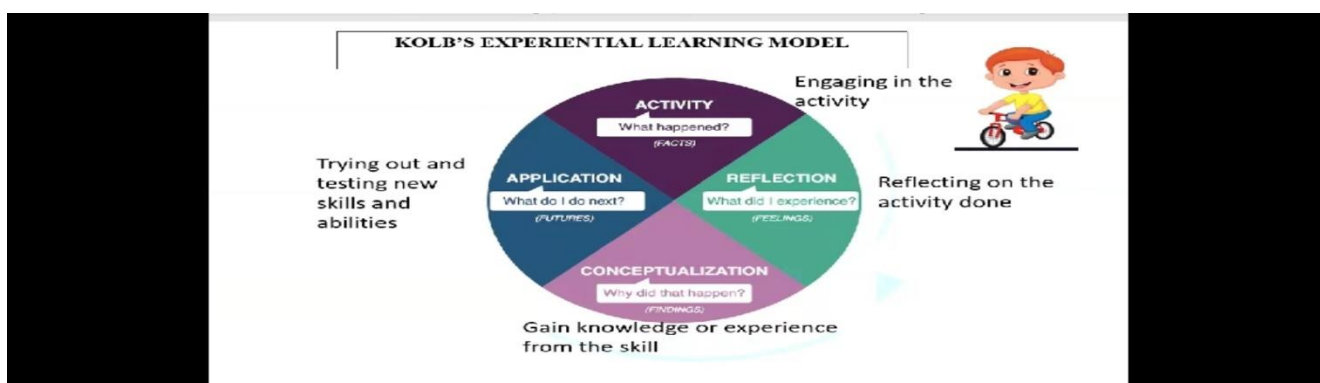 KOLB'S EXPERIENTIAL LEARNING MODEL
Engaging in the
activity
ACTIVITY
What happened?
(FACTS)
Trying out and
testing new
skills and
abilities
APPLICATION
What do I do next?
(FUTURES)
REFLECTION
What did I experience?
(FEELINGS)
Reflecting on the
activity done
CONCEPTUALIZATION
Why did that happen?
(FINDINGS)
Gain knowledge or experience
from the skill